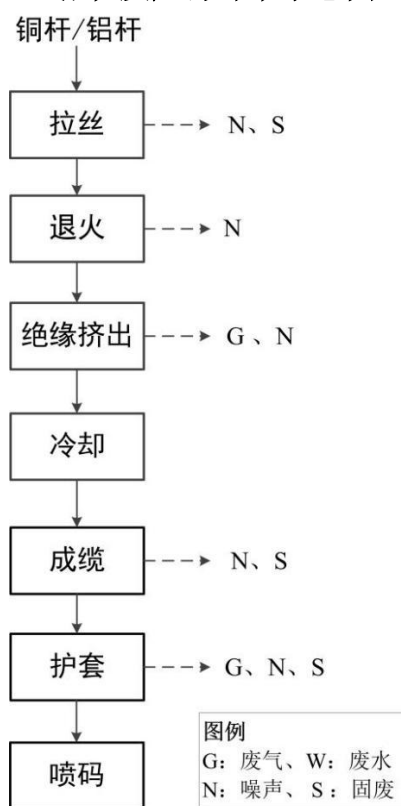 铜杆/铝杆
拉丝
N、S
退火
N
绝缘挤出
G 、N
冷却
成缆
N、S
护套
G、N、S
喷码
图例
G：废气、W：废水
N：噪声、S：固废